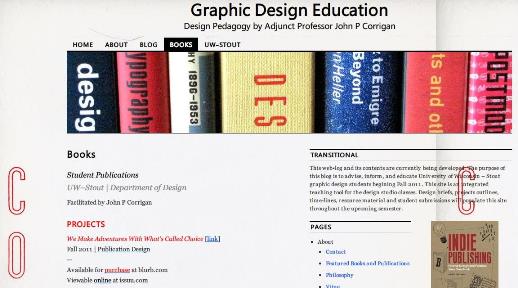 Graphic Design Education
Design Pedagogy by Adjunct Professor John P Corrigan
HOME ABOUT BLOG BOOKS UW–STOUT
desig
ypography
HY 1896-1953
DES
Beyond
n Heller
to Emigre
ts and
Books
Student Publications
UW–Stout | Department of Design
Facilitated by John P Corrigan
PROJECTS
We Make Adventures With What's Called Choice [link]
Fall 2011 | Publication Design
—
Available for purchase at blurb.com
Viewable online at issuu.com
TRANSITIONAL
This web-log and its contents are currently being developed. The purpose of
this blog is to advise, inform, and educate University of Wisconsin – Stout
graphic design students begining Fall 2011. This site is an integrated
teaching tool for the design studio classes. Design briefs, projects outlines,
time-lines, resource material and student submissions will populate this site
throughout the upcoming semester.
PAGES
About
Contact
Featured Books and Publications
Philosophy
INDIE
PUBLISHING
C
O
C